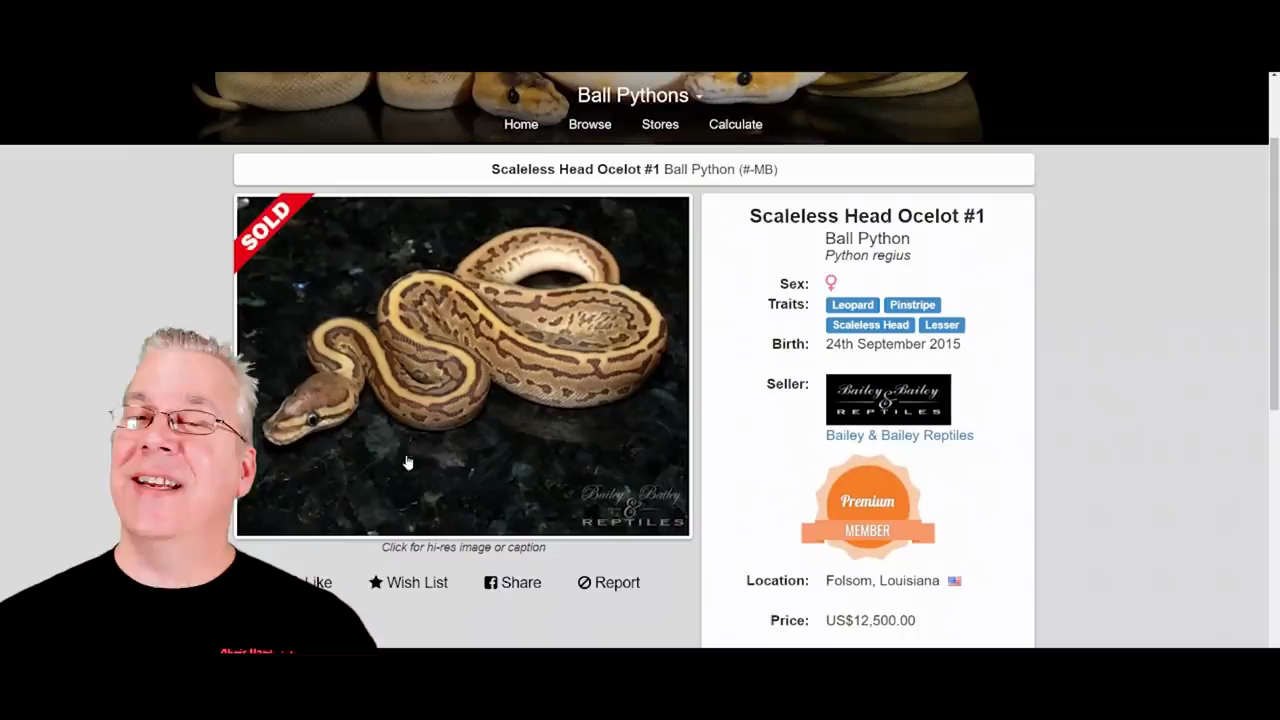 Ball Pythons
Home Browse Stores Calculate
Scaleless Head Ocelot #1 Ball Python (#-MB)
SOLD
Bailey & Bailey
REPTILES
Click for hi-res image or caption
Like Wish List Share Report
Scaleless Head Ocelot #1
Ball Python
Python regius
Sex: ♀
Traits: Leopard Pinstripe
Scaleless Head Lesser
Birth: 24th September 2015
Seller: Bailey & Bailey
REPTILES
Bailey & Bailey Reptiles
Premium
MEMBER
Location: Folsom, Louisiana
Price: US$12,500.00